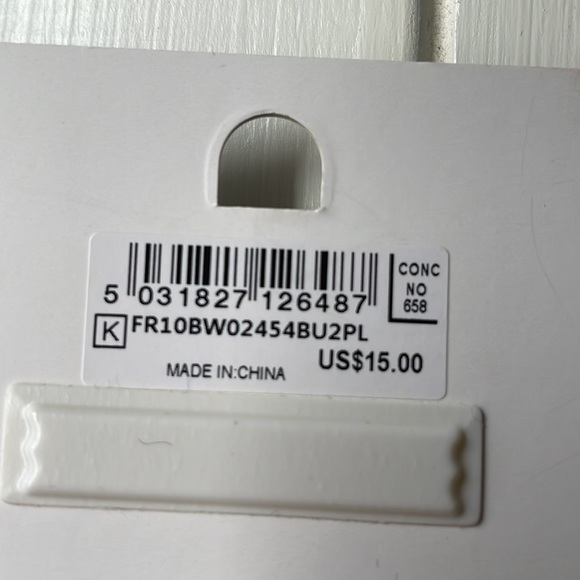 CONC
NO
658
5 031827 126487
K FR10BW02454BU2PL
US$15.00
MADE IN:CHINA